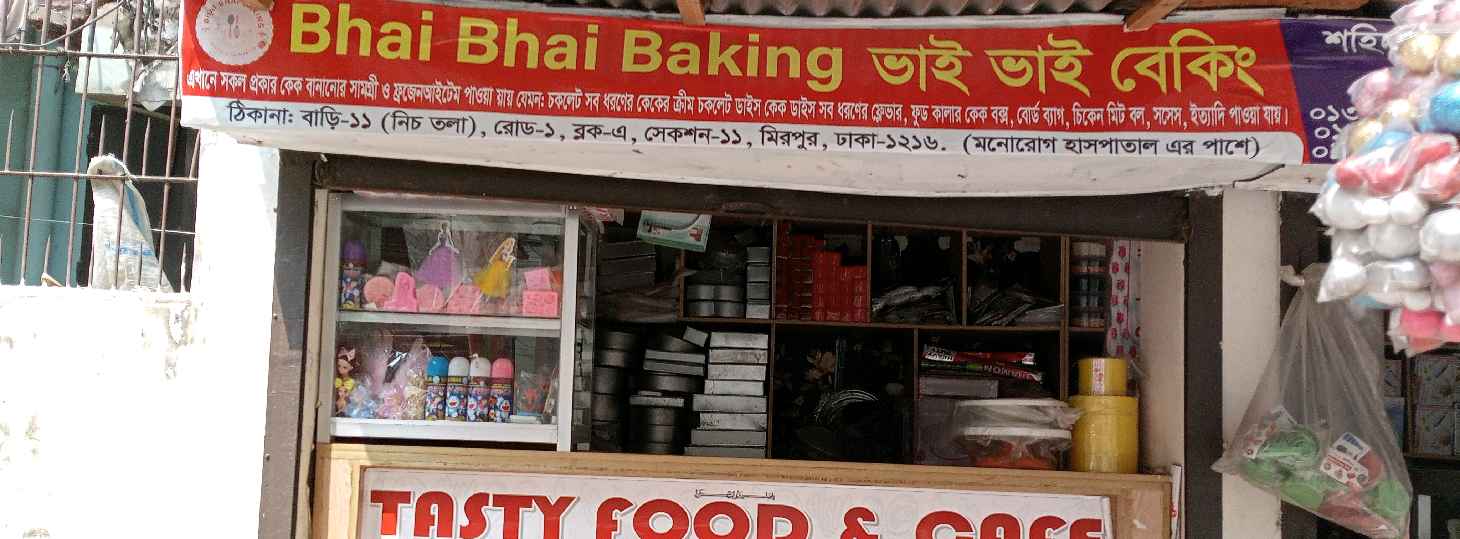 Bhai Bhai Baking ভাই ভাই বেকিং
এখানে সকল প্রকার কেক বানানোর সামগ্রী ও ফ্রজেনআইটেম পাওয়া যায় যেমন: চকলেট সব ধরণের কেকের ক্রীম চকলেট ডাইস কেক ডাইস সব ধরণের ফ্লেভার, ফুড কালার কেক বক্স, বোর্ড ব্যাগ, চিকেন মিট বল, সসেস, ইত্যাদি পাওয়া যায়।
ঠিকানা: বাড়ি-১১ (নিচ তলা), রোড-১, ব্লক-এ, সেকশন-১১, মিরপুর, ঢাকা-১২১৬. (মনোরোগ হাসপাতাল এর পাশে)
TASTY FOOD & CAFE